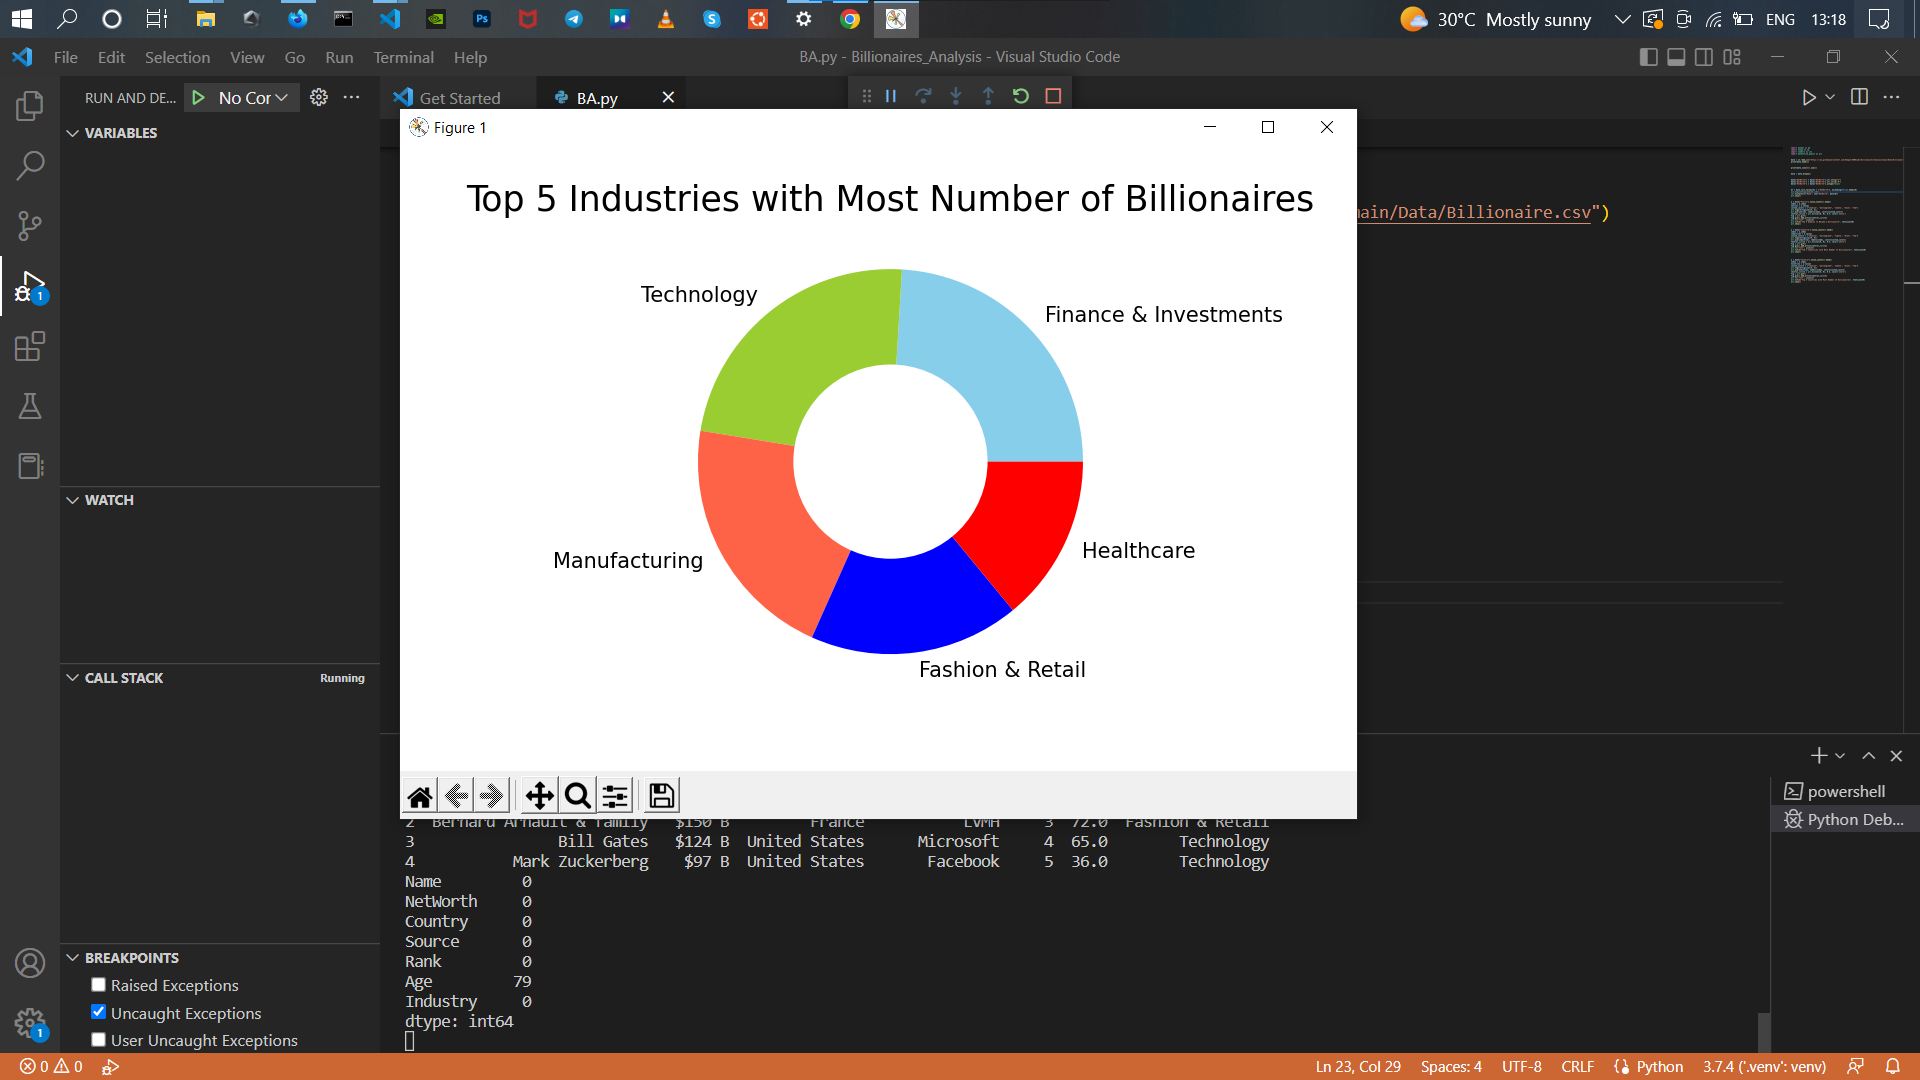 30°C Mostly sunny
ENG 13:18
File Edit Selection View Go Run Terminal Help
BA.py - Billionaires_Analysis - Visual Studio Code
RUN AND DE... No Cor
Get Started
BA.py
VARIABLES
Figure 1
Top 5 Industries with Most Number of Billionaires
main/Data/Billionaire.csv")
Technology
Finance & Investments
Manufacturing
Healthcare
Fashion & Retail
WATCH
CALL STACK Running
BREAKPOINTS
Raised Exceptions
Uncaught Exceptions
User Uncaught Exceptions
powershell
Python Deb...
2 Bernard Arnault & family $150 B France LVMH 3 72.0 Fashion & Retail
3 Bill Gates $124 B United States Microsoft 4 65.0 Technology
4 Mark Zuckerberg $97 B United States Facebook 5 36.0 Technology
Name 0
NetWorth 0
Country 0
Source 0
Rank 0
Age 79
Industry 0
dtype: int64
0 0
Ln 23, Col 29 Spaces: 4 UTF-8 CRLF Python 3.7.4 ('.venv': venv)